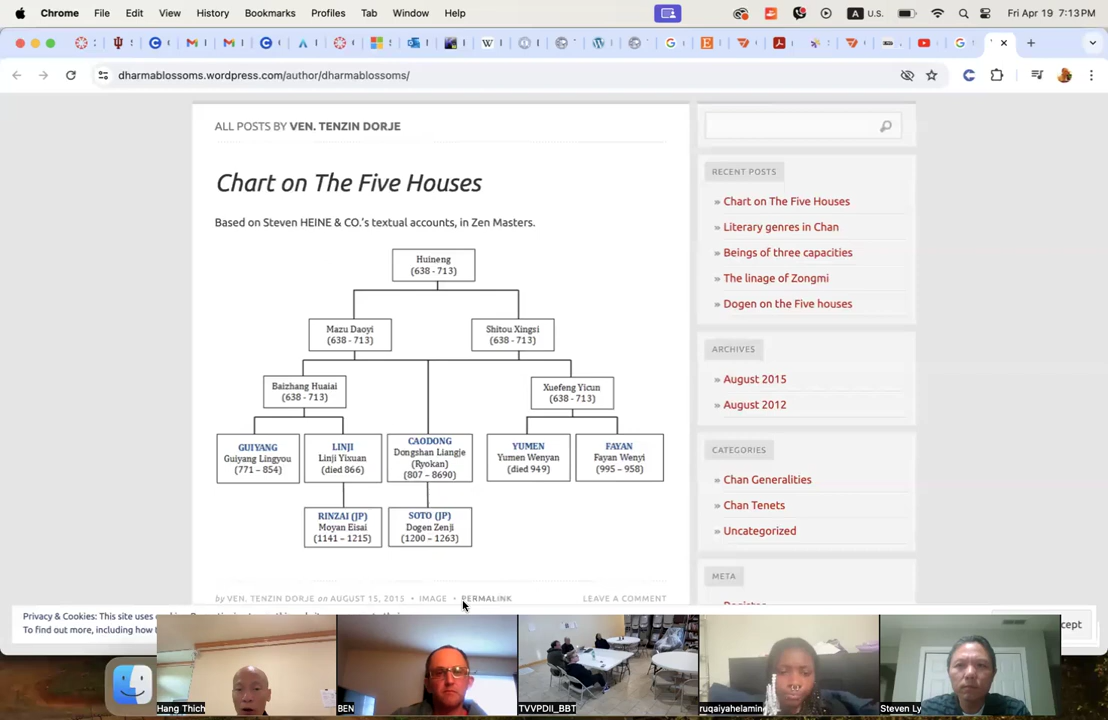 Chrome File Edit View History Bookmarks Profiles Tab Window Help A U.S. Fri Apr 19 7:13 PM
dharmablossoms.wordpress.com/author/dharmablossoms/
ALL POSTS BY VEN. TENZIN DORJE
Chart on The Five Houses
Based on Steven HEINE & CO.'s textual accounts, in Zen Masters.
Huineng
(638 - 713)
Mazu Daoyi
(638 - 713)
Shitou Xingsi
(638 - 713)
Baizhang Huaiai
(638 - 713)
Xuefeng Yicun
(638 - 713)
GUIYANG
Guiyang Lingyou
(771 – 854)
LINJI
Linji Yixuan
(died 866)
CAODONG
Dongshan Liangje
(Ryokan)
(807 – 8690)
YUMEN
Yumen Wenyan
(died 949)
FAYAN
Fayan Wenyi
(995 – 958)
RINZAI (JP)
Moyan Eisai
(1141 – 1215)
SOTO (JP)
Dogen Zenji
(1200 – 1263)
by VEN. TENZIN DORJE on AUGUST 15, 2015 • IMAGE • PERMALINK
LEAVE A COMMENT
RECENT POSTS
» Chart on The Five Houses
» Literary genres in Chan
» Beings of three capacities
» The linage of Zongmi
» Dogen on the Five houses
ARCHIVES
» August 2015
» August 2012
CATEGORIES
» Chan Generalities
» Chan Tenets
» Uncategorized
META
Privacy & Cookies: This site uses
To find out more, including how
Hang Thich
BEN
TVVPDII_BBT
ruqaiyahelamin
Steven Ly